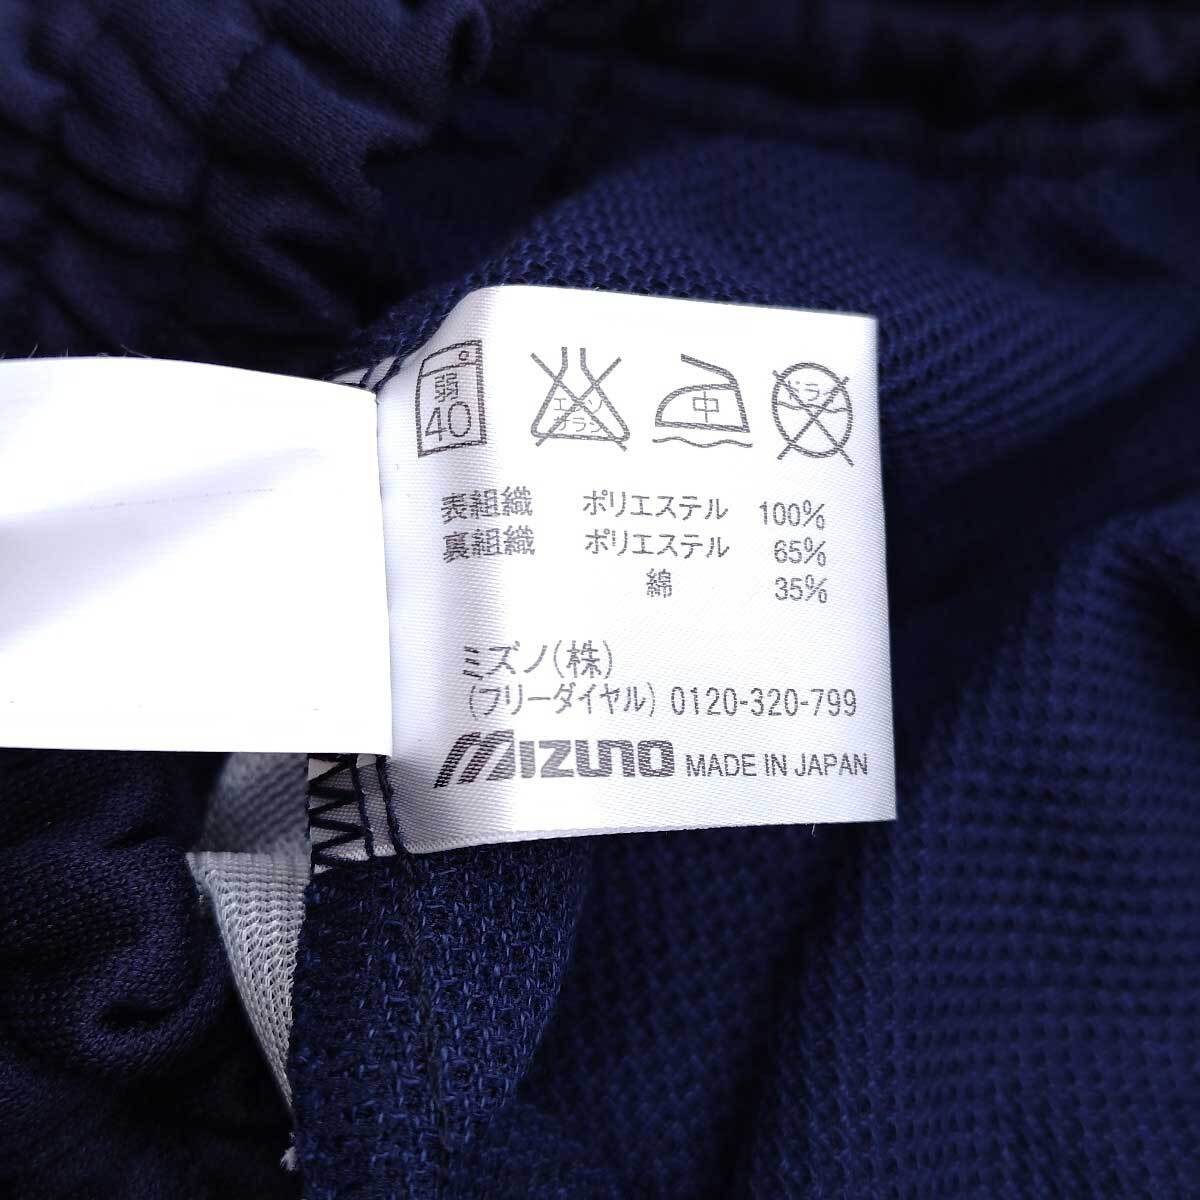 弱
40
エンソ
サラシ
中
ドライ
表組織 ポリエステル 100%
裏組織 ポリエステル 65%
綿 35%
ミズノ(株)
(フリーダイヤル) 0120-320-799
MIZUNO MADE IN JAPAN